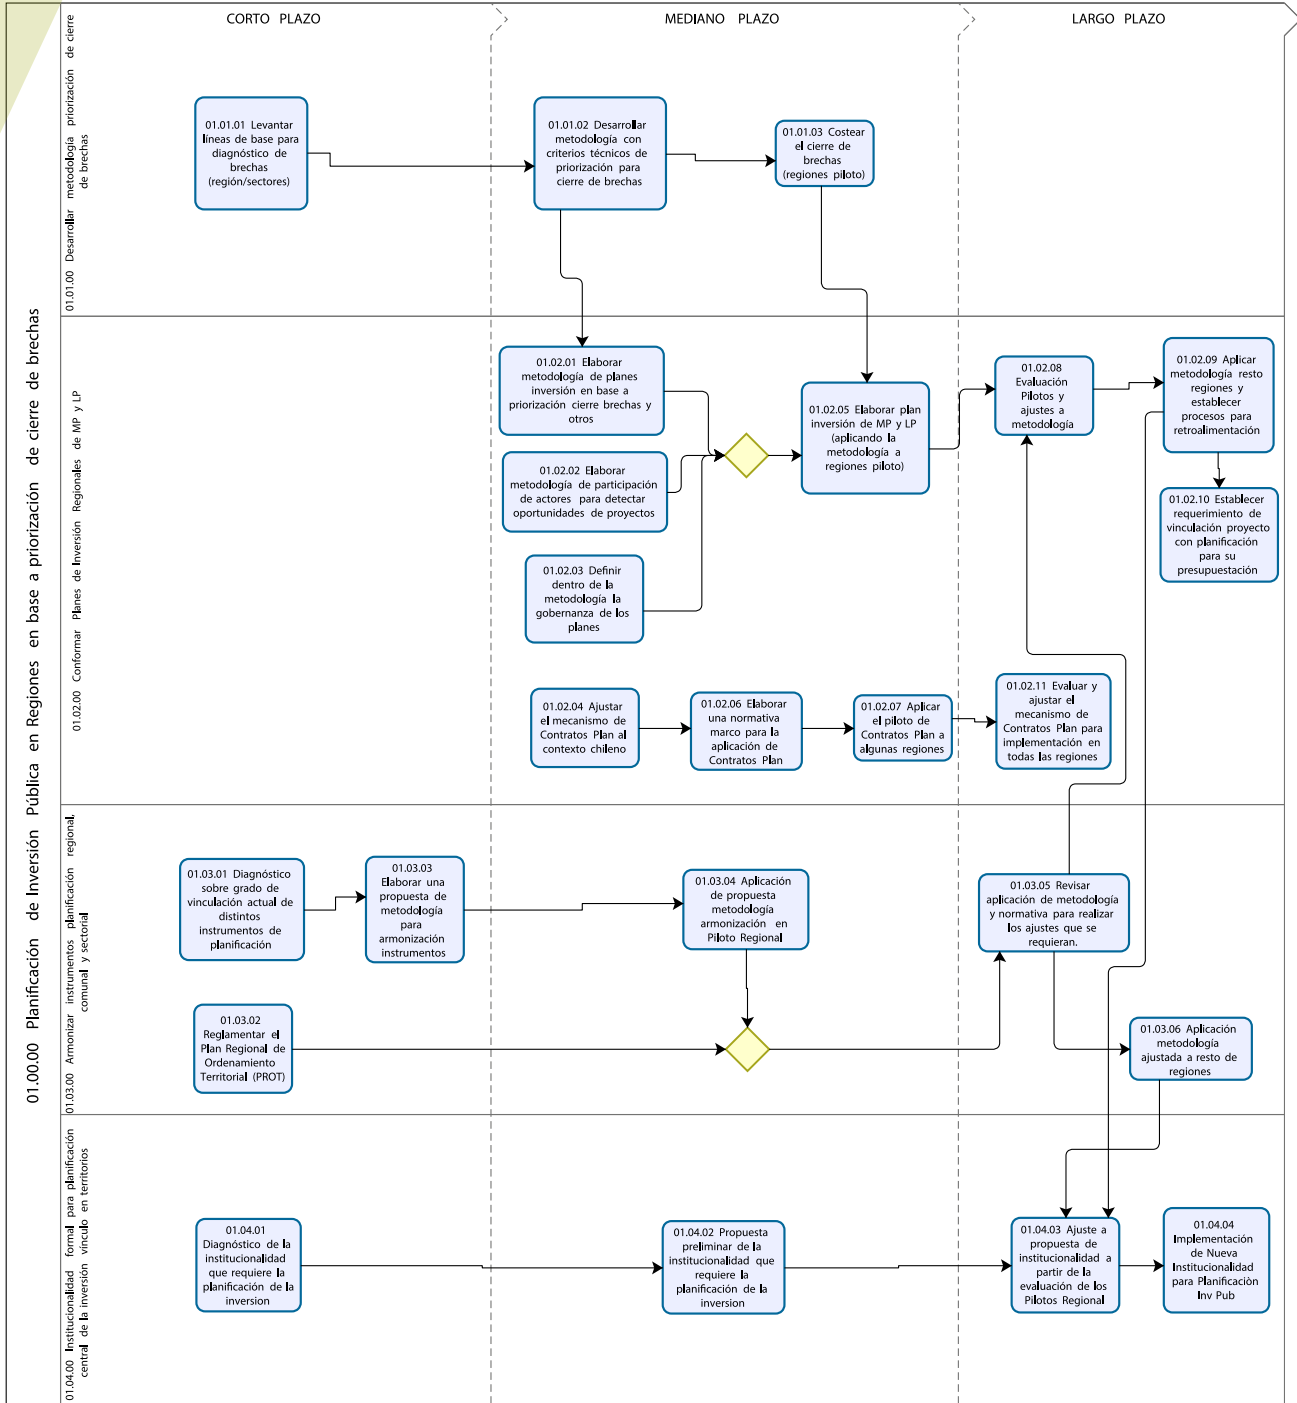 CORTO PLAZO
MEDIANO PLAZO
LARGO PLAZO
01.00.00 Planificación de Inversión Pública en Regiones en base a priorización de cierre de brechas
01.01.00 Desarrollar metodología priorización de cierre
de brechas
01.01.01 Levantar
líneas de base para
diagnóstico de
brechas
(región/sectores)
01.01.02 Desarrollar
metodología con
criterios técnicos de
priorización para
cierre de brechas
01.01.03 Costear
el cierre de
brechas
(regiones piloto)
01.02.00 Conformar Planes de Inversión Regionales de MP y LP
01.02.01 Elaborar
metodología de planes
inversión en base a
priorización cierre brechas y
otros
01.02.02 Elaborar
metodología de participación
de actores para detectar
oportunidades de proyectos
01.02.03 Definir
dentro de la
metodología la
gobernanza de los
planes
01.02.05 Elaborar plan
inversión de MP y LP
(aplicando la
metodología a
regiones piloto)
01.02.08
Evaluación
Pilotos y
ajustes a
metodología
01.02.09 Aplicar
metodología resto
regiones y
establecer
procesos para
retroalimentación
01.02.10 Establecer
requerimiento de
vinculación proyecto
con planificación
para su
presupuestación
01.02.04 Ajustar
el mecanismo de
Contratos Plan al
contexto chileno
01.02.06 Elaborar
una normativa
marco para la
aplicación de
Contratos Plan
01.02.07 Aplicar
el piloto de
Contratos Plan a
algunas regiones
01.02.11 Evaluar y
ajustar el
mecanismo de
Contratos Plan para
implementación en
todas las regiones
01.03.00 Armonizar instrumentos planificación regional,
comunal y sectorial
01.03.01 Diagnóstico
sobre grado de
vinculación actual de
distintos
instrumentos de
planificación
01.03.03
Elaborar una
propuesta de
metodología
para
armonización
instrumentos
01.03.04 Aplicación
de propuesta
metodología
armonización en
Piloto Regional
01.03.05 Revisar
aplicación de metodología
y normativa para realizar
los ajustes que se
requieran.
01.03.02
Reglamentar el
Plan Regional de
Ordenamiento
Territorial (PROT)
01.03.06 Aplicación
metodología
ajustada a resto de
regiones
01.04.00 Institucionalidad formal para planificación
central de la inversión vínculo en territorios
01.04.01
Diagnóstico de la
institucionalidad
que requiere la
planificación de la
inversion
01.04.02 Propuesta
preliminar de la
institucionalidad que
requiere la
planificación de la
inversion
01.04.03 Ajuste a
propuesta de
institucionalidad a
partir de la
evaluación de los
Pilotos Regional
01.04.04
Implementación
de Nueva
Institucionalidad
para Planificaciòn
Inv Pub